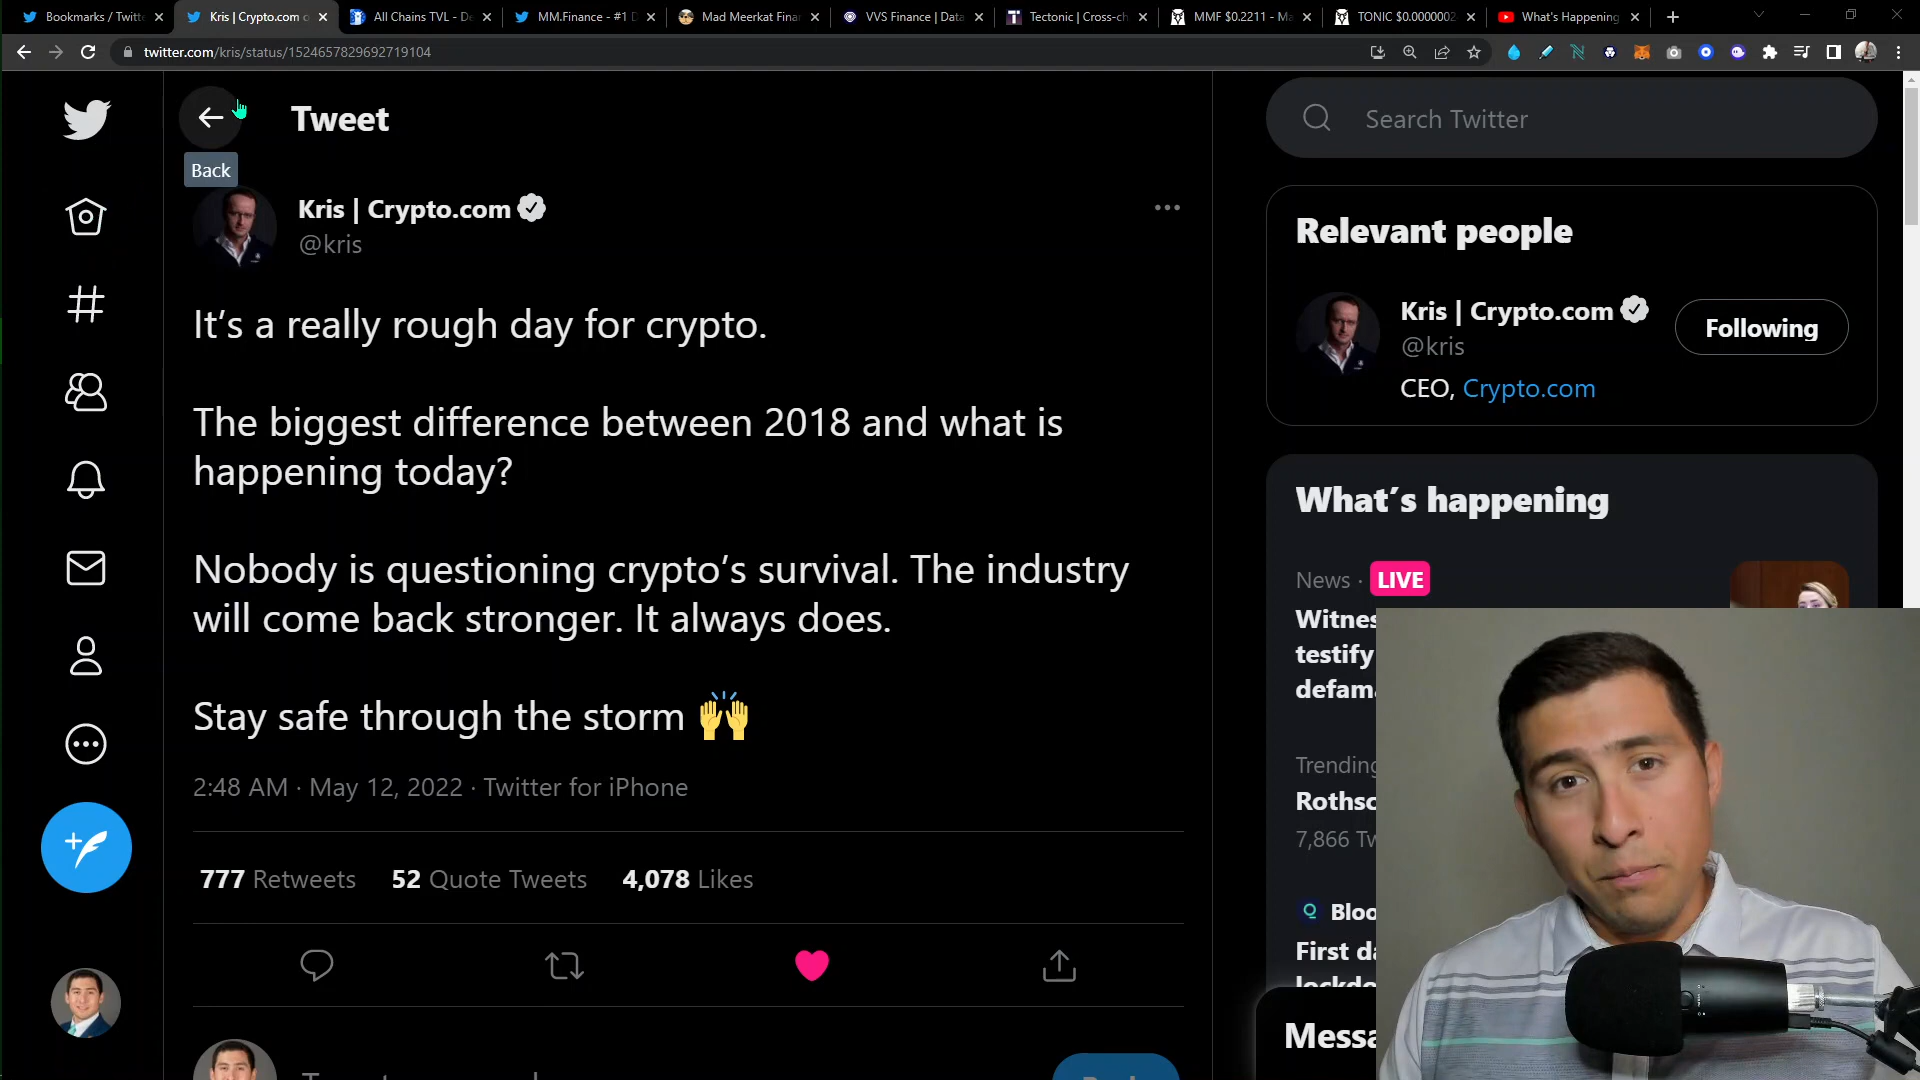 Bookmarks / Twitt
Kris | Crypto.com o
All Chains TVL - De
MM.Finance - #1 D
Mad Meerkat Finan
VVS Finance | Data
Tectonic | Cross-ch
MMF $0.2211 - Ma
TONIC $0.0000002
What's Happening
twitter.com/kris/status/1524657829692719104
Tweet
Back
Kris | Crypto.com
@kris
It's a really rough day for crypto.
The biggest difference between 2018 and what is
happening today?
Nobody is questioning crypto's survival. The industry
will come back stronger. It always does.
Stay safe through the storm 🙌
2:48 AM · May 12, 2022 · Twitter for iPhone
777 Retweets 52 Quote Tweets 4,078 Likes
Search Twitter
Relevant people
Kris | Crypto.com
@kris
Following
CEO, Crypto.com
What's happening
News · LIVE
Witnes
testify
defama
Trending
Rothsc
7,866 Tw
Bloo
First da
lockdo
Messa